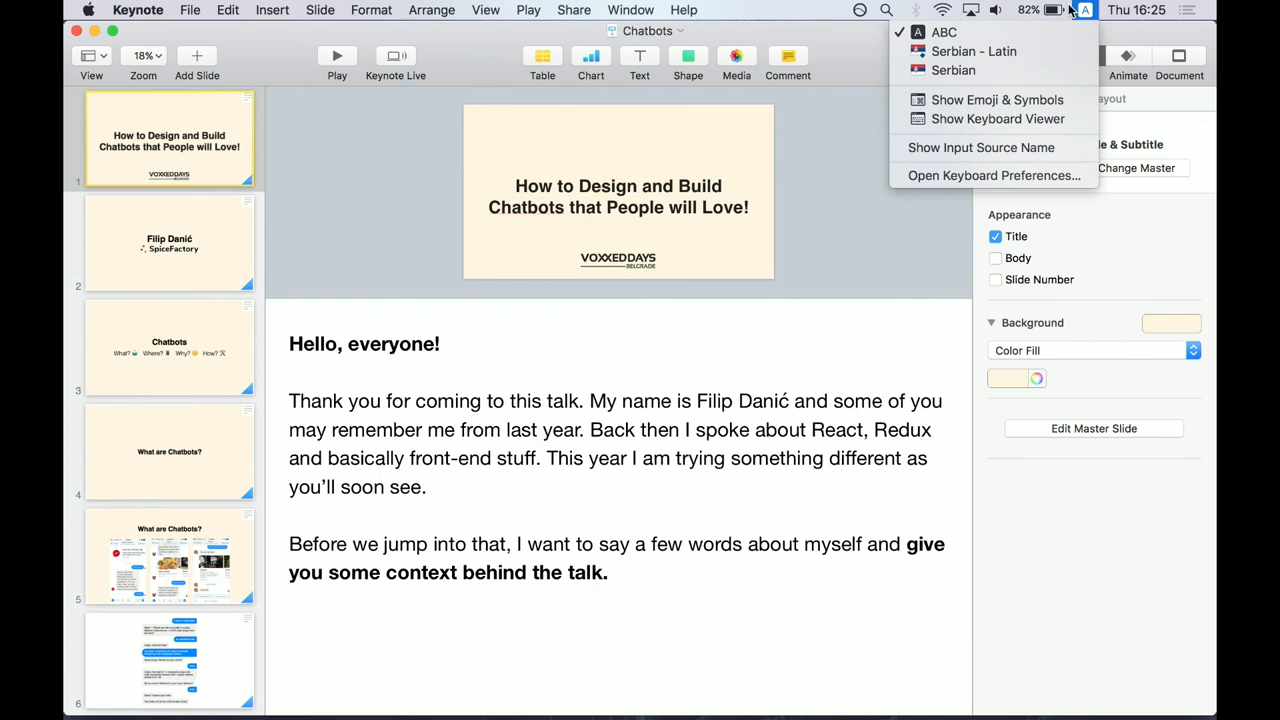 Keynote File Edit Insert Slide Format Arrange View Play Share Window Help 82% A Thu 16:25
Chatbots
18%
View Zoom Add Slide Play Keynote Live Table Chart Text Shape Media Comment Animate Document
A ABC
Serbian - Latin
Serbian
Show Emoji & Symbols
Show Keyboard Viewer
Show Input Source Name
Open Keyboard Preferences...
ayout
le & Subtitle
Change Master
Appearance
Title
Body
Slide Number
Background
Color Fill
Edit Master Slide
How to Design and Build
Chatbots that People will Love!
VOXXEDDAYS
BELGRADE
1
Filip Danić
SpiceFactory
2
Chatbots
What? Where? Why? How?
3
What are Chatbots?
4
What are Chatbots?
5
6
How to Design and Build
Chatbots that People will Love!
VOXXEDDAYS
BELGRADE
Hello, everyone!
Thank you for coming to this talk. My name is Filip Danić and some of you
may remember me from last year. Back then I spoke about React, Redux
and basically front-end stuff. This year I am trying something different as
you’ll soon see.
Before we jump into that, I want to say a few words about myself and give
you some context behind the talk.